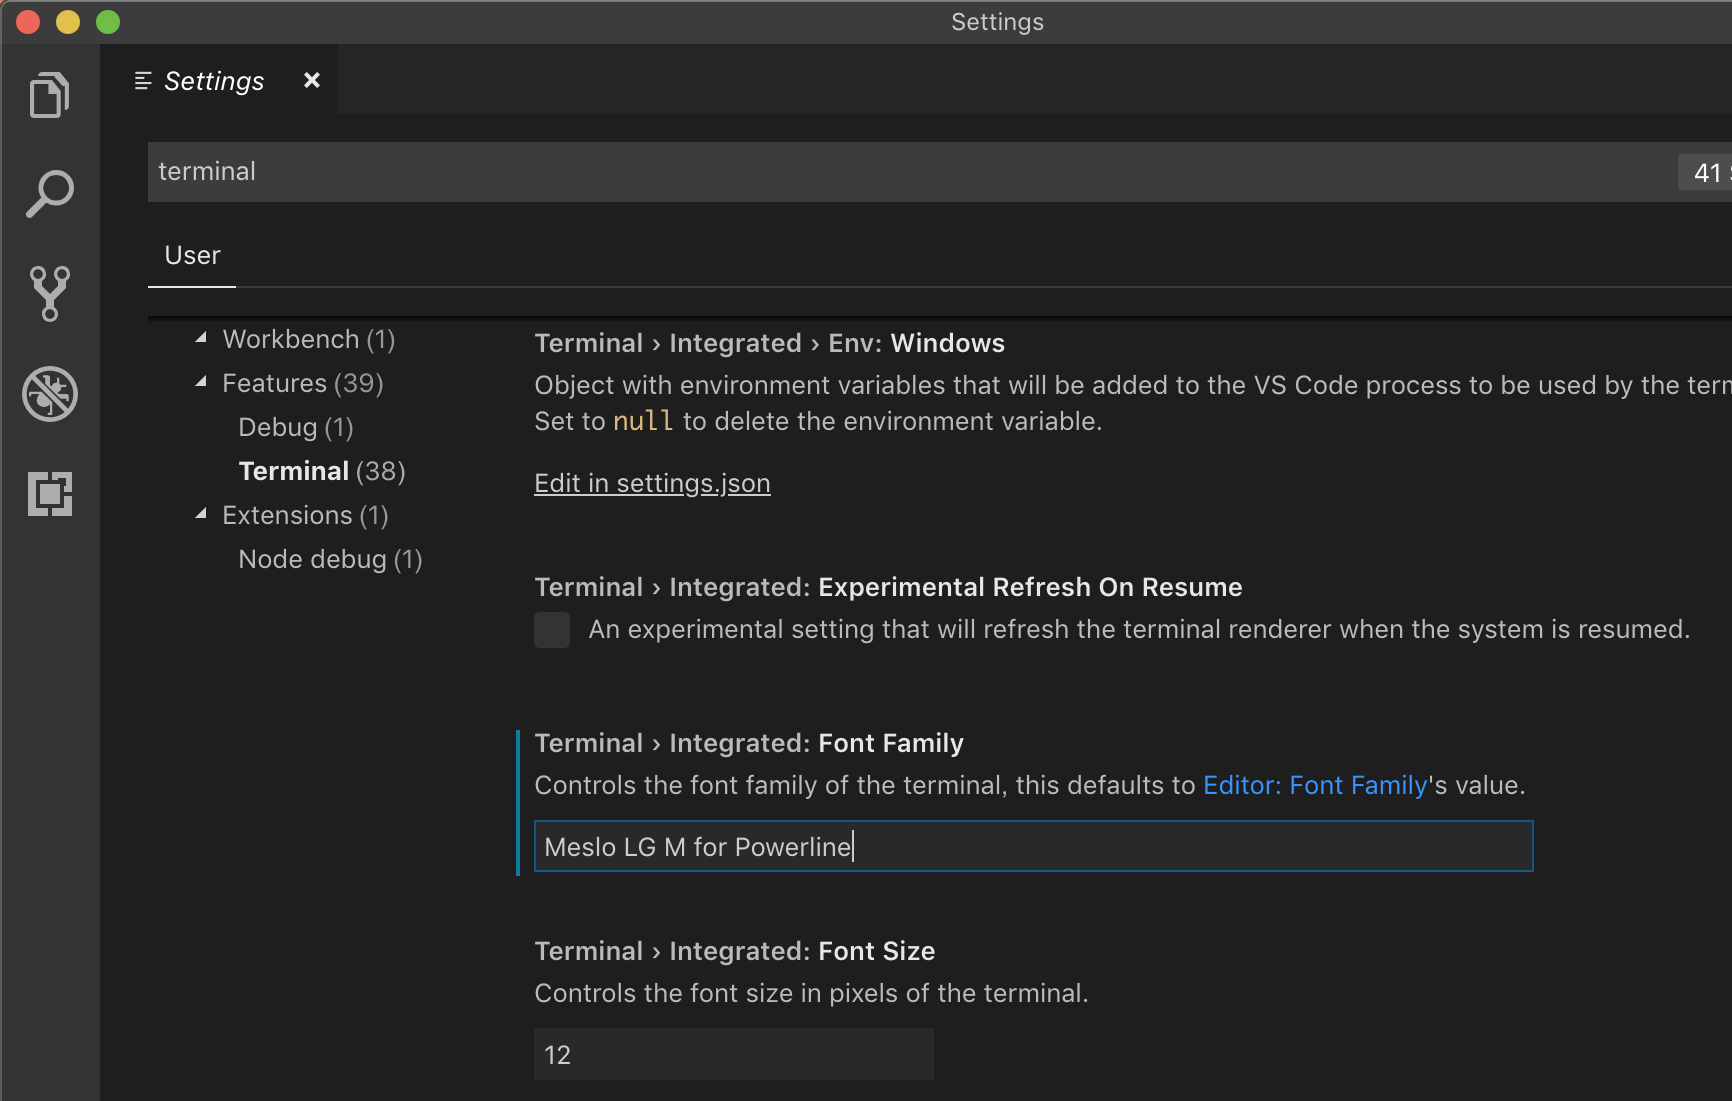 Settings
Settings
terminal
41
User
Workbench (1)
Features (39)
Debug (1)
Terminal (38)
Extensions (1)
Node debug (1)
Terminal › Integrated › Env: Windows
Object with environment variables that will be added to the VS Code process to be used by the
Set to null to delete the environment variable.
Edit in settings.json
Terminal › Integrated: Experimental Refresh On Resume
An experimental setting that will refresh the terminal renderer when the system is resumed.
Terminal › Integrated: Font Family
Controls the font family of the terminal, this defaults to Editor: Font Family's value.
Meslo LG M for Powerline
Terminal › Integrated: Font Size
Controls the font size in pixels of the terminal.
12